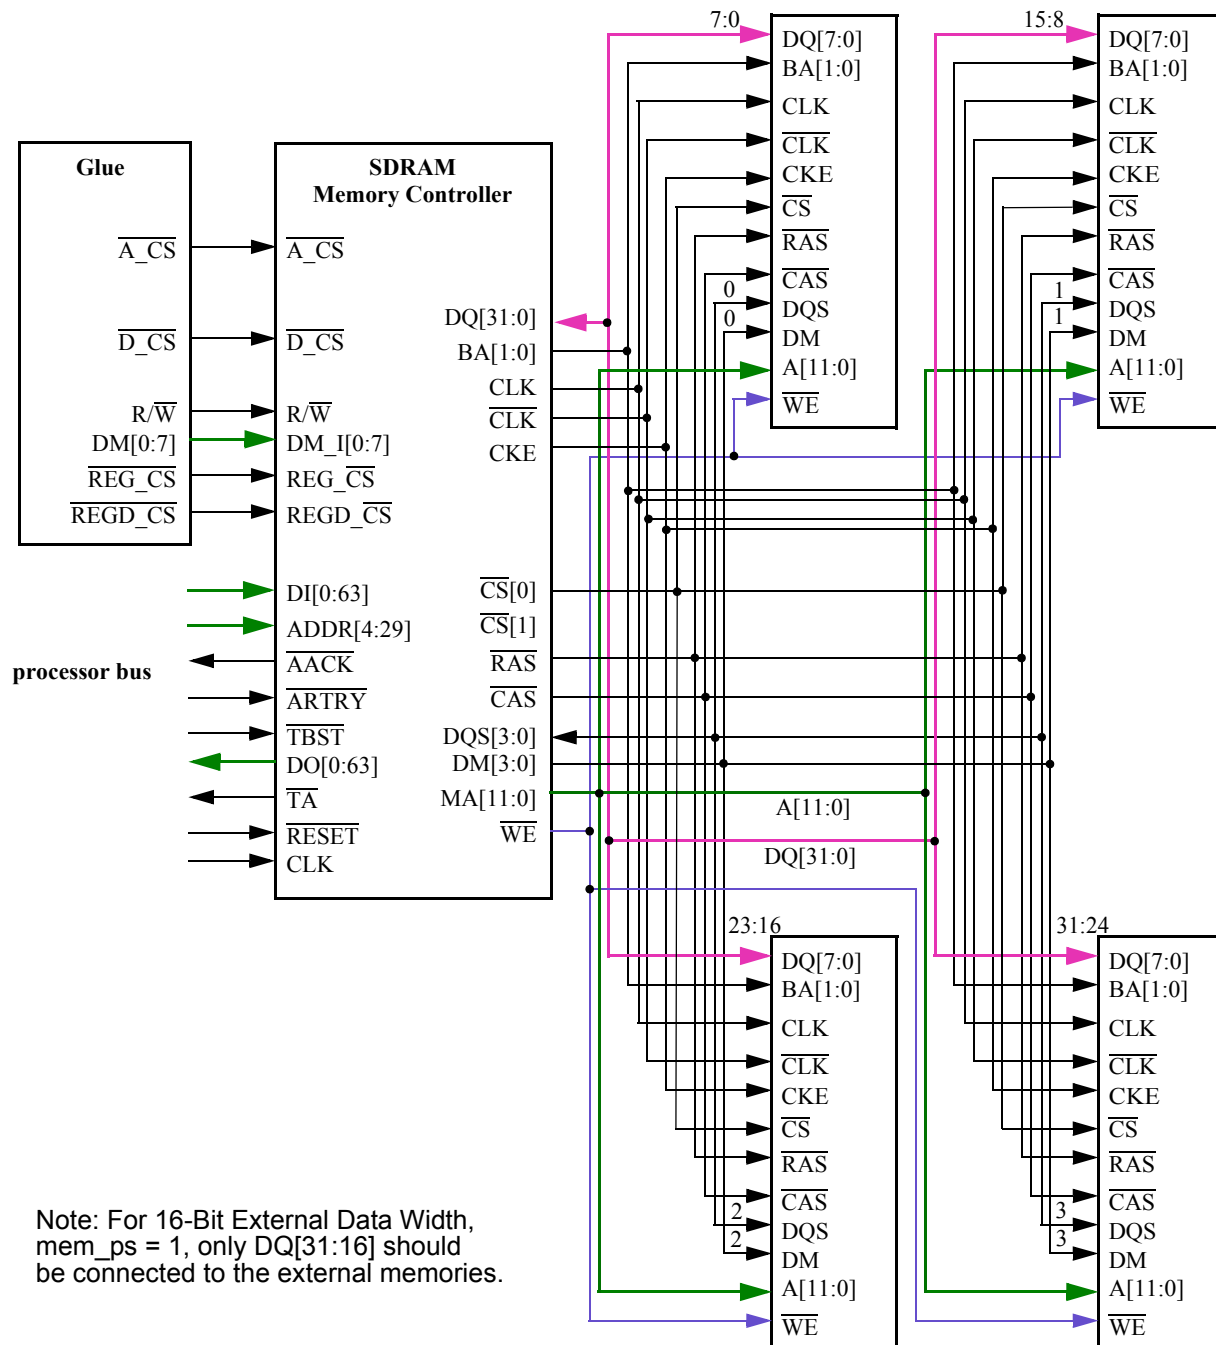 7:0
DQ[7:0]
BA[1:0]
CLK
CLK
CKE
CS
RAS
CAS
0
DQS
0
DM
A[11:0]
WE
15:8
DQ[7:0]
BA[1:0]
CLK
CLK
CKE
CS
RAS
CAS
1
DQS
1
DM
A[11:0]
WE
Glue
A_CS
D_CS
R/W
DM[0:7]
REG_CS
REGD_CS
SDRAM
Memory Controller
A_CS
D_CS
R/W
DM_I[0:7]
REG_CS
REGD_CS
DI[0:63]
ADDR[4:29]
AACK
ARTRY
TBST
DO[0:63]
TA
RESET
CLK
DQ[31:0]
BA[1:0]
CLK
CLK
CKE
CS[0]
CS[1]
RAS
CAS
DQS[3:0]
DM[3:0]
MA[11:0]
WE
processor bus
A[11:0]
DQ[31:0]
23:16
DQ[7:0]
BA[1:0]
CLK
CLK
CKE
CS
RAS
CAS
2
DQS
2
DM
A[11:0]
WE
31:24
DQ[7:0]
BA[1:0]
CLK
CLK
CKE
CS
RAS
CAS
3
DQS
3
DM
A[11:0]
WE
Note: For 16-Bit External Data Width,
mem_ps = 1, only DQ[31:16] should
be connected to the external memories.